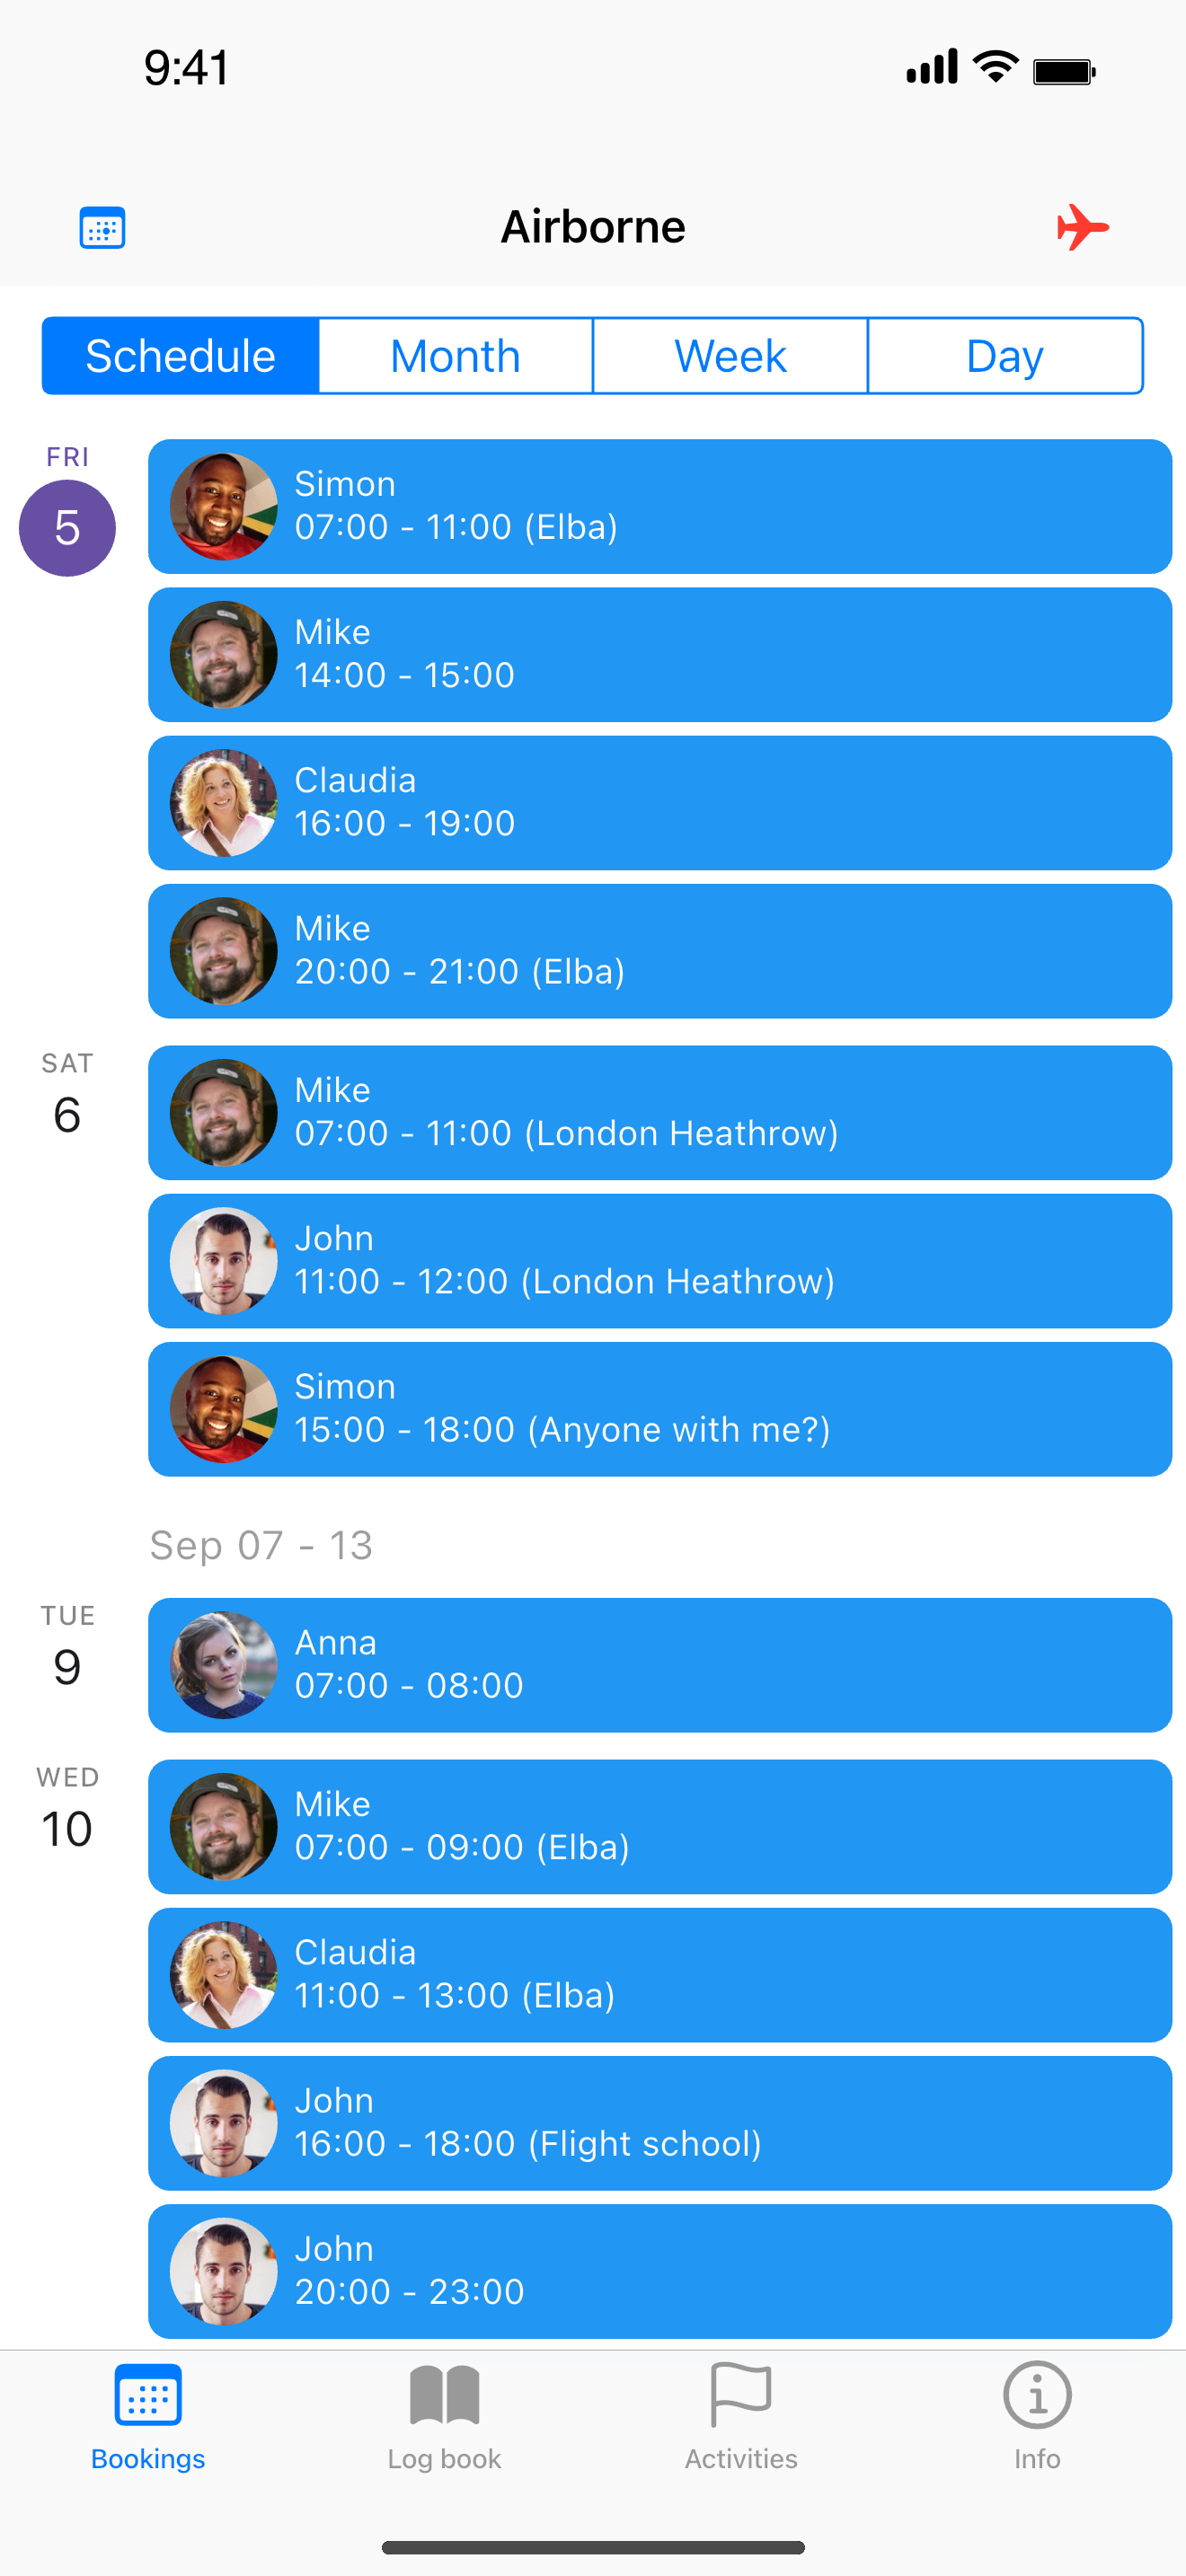 9:41
Airborne
Schedule Month Week Day
FRI
5
Simon
07:00 - 11:00 (Elba)
Mike
14:00 - 15:00
Claudia
16:00 - 19:00
Mike
20:00 - 21:00 (Elba)
SAT
6
Mike
07:00 - 11:00 (London Heathrow)
John
11:00 - 12:00 (London Heathrow)
Simon
15:00 - 18:00 (Anyone with me?)
Sep 07 - 13
TUE
9
Anna
07:00 - 08:00
WED
10
Mike
07:00 - 09:00 (Elba)
Claudia
11:00 - 13:00 (Elba)
John
16:00 - 18:00 (Flight school)
John
20:00 - 23:00
Bookings Log book Activities Info